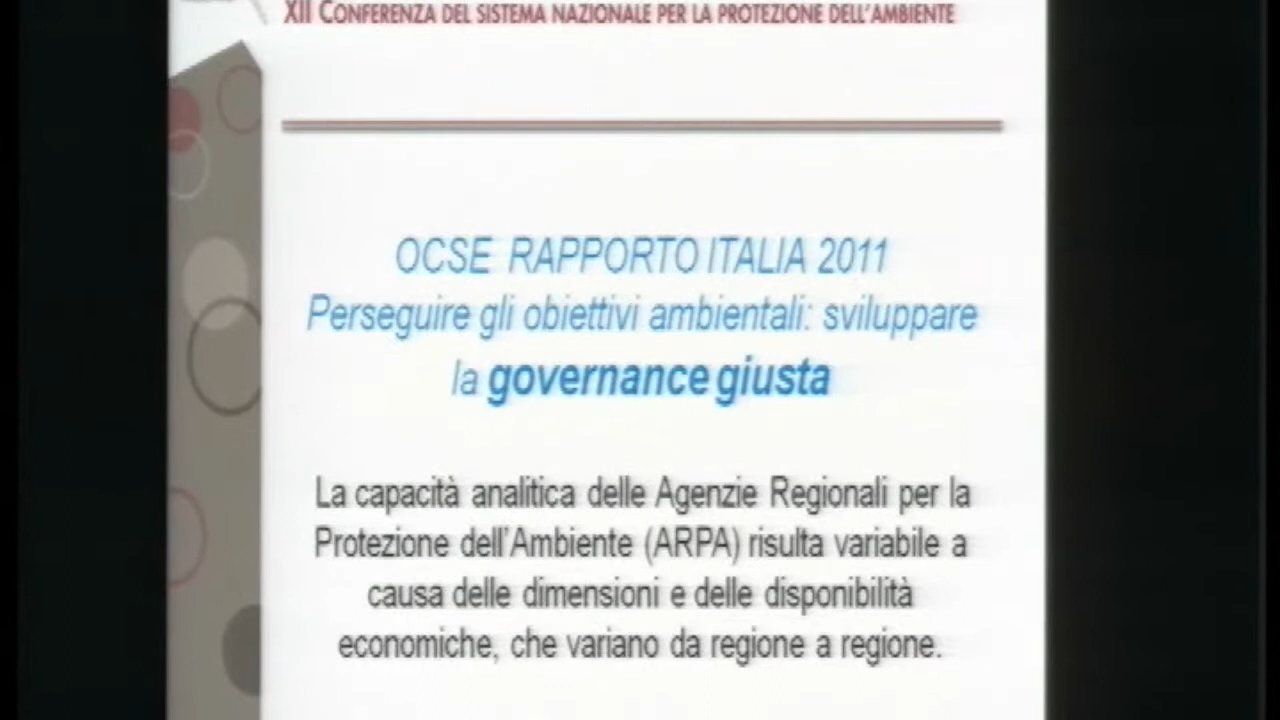 XII CONFERENZA DEL SISTEMA NAZIONALE PER LA PROTEZIONE DELL'AMBIENTE
OCSE RAPPORTO ITALIA 2011
Perseguire gli obiettivi ambientali: sviluppare
la governance giusta
La capacità analitica delle Agenzie Regionali per la
Protezione dell'Ambiente (ARPA) risulta variabile a
causa delle dimensioni e delle disponibilità
economiche, che variano da regione a regione.